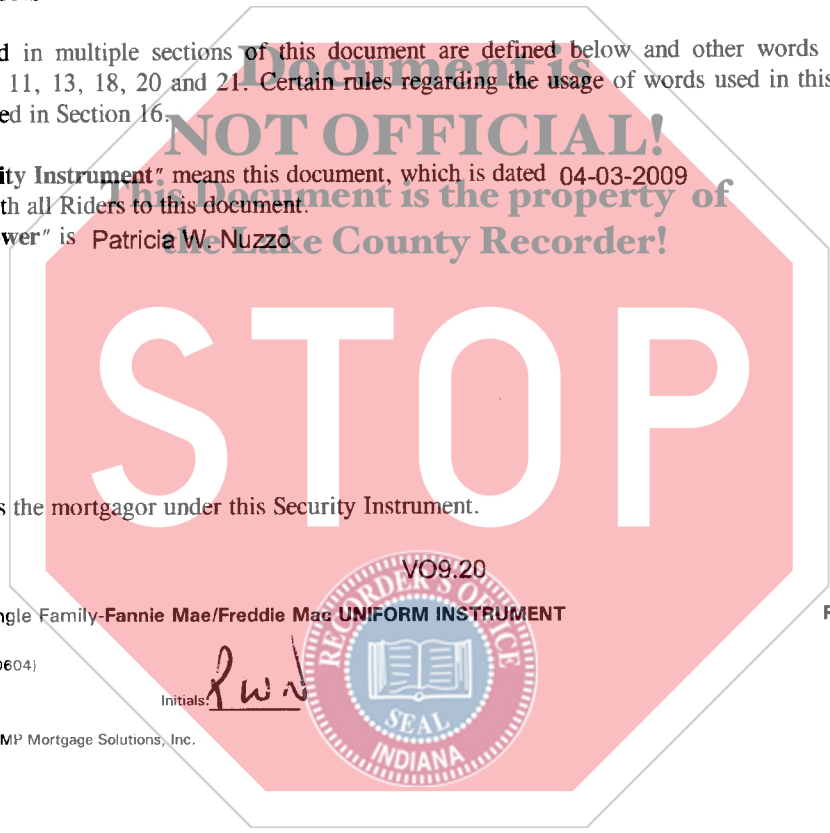 d in multiple sections of this document are defined below and other words
11, 13, 18, 20 and 21. Certain rules regarding the usage of words used in this
ed in Section 16.
Document is
NOT OFFICIAL!
This Document is the property of
the Lake County Recorder!
ity Instrument" means this document, which is dated 04-03-2009
th all Riders to this document.
wer" is Patricia W. Nuzzo
STOP
s the mortgagor under this Security Instrument.
VO9.20
ngle Family-Fannie Mae/Freddie Mac UNIFORM INSTRUMENT
0604)
Initials: PWN
MP Mortgage Solutions, Inc.
RECORDER'S OFFICE
SEAL
INDIANA